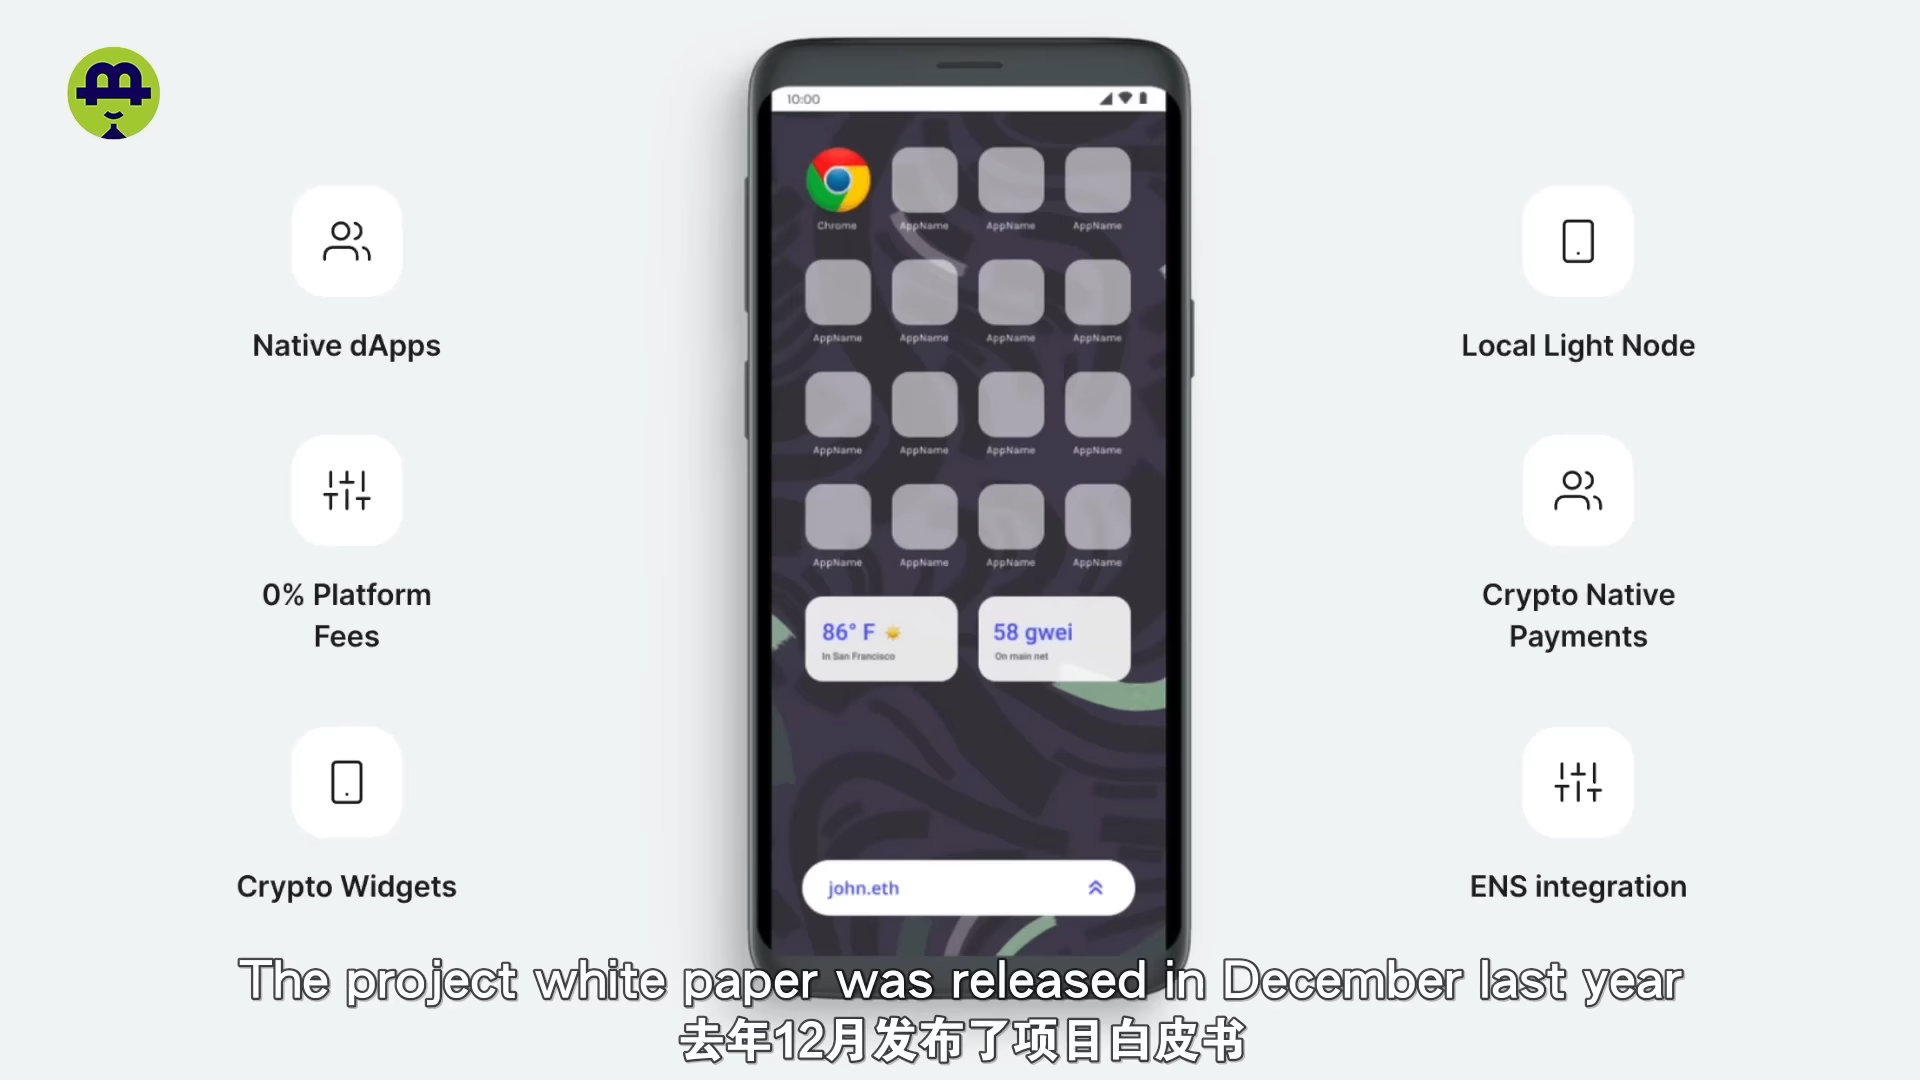 10:00
Chrome AppName AppName AppName
AppName AppName AppName AppName
AppName AppName AppName AppName
AppName AppName AppName AppName
86° F
In San Francisco
58 gwei
On main net
john.eth
Native dApps
0% Platform
Fees
Crypto Widgets
Local Light Node
Crypto Native
Payments
ENS integration
The project white paper was released in December last year
去年12月发布了项目白皮书